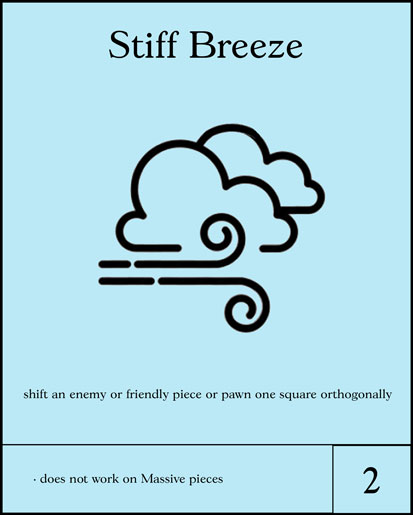 Stiff Breeze
shift an enemy or friendly piece or pawn one square orthogonally
· does not work on Massive pieces
2